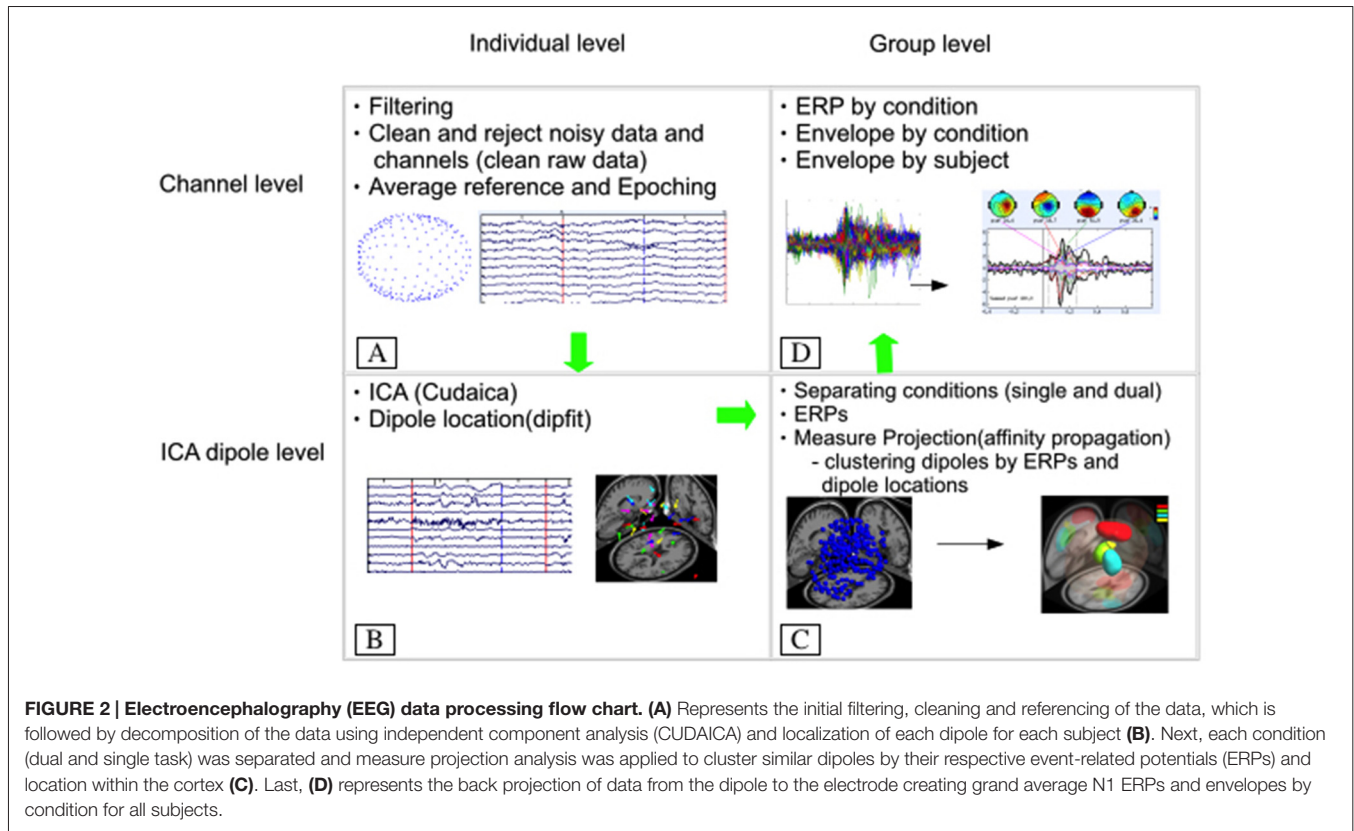 Individual level
Group level
Channel level
ICA dipole level
· Filtering
· Clean and reject noisy data and
channels (clean raw data)
· Average reference and Epoching
A
· ERP by condition
· Envelope by condition
· Envelope by subject
D
· ICA (Cudaica)
· Dipole location(dipfit)
B
· Separating conditions (single and dual)
· ERPs
· Measure Projection(affinity propagation)
- clustering dipoles by ERPs and
dipole locations
C
FIGURE 2 | Electroencephalography (EEG) data processing flow chart. (A) Represents the initial filtering, cleaning and referencing of the data, which is
followed by decomposition of the data using independent component analysis (CUDAICA) and localization of each dipole for each subject (B). Next, each condition
(dual and single task) was separated and measure projection analysis was applied to cluster similar dipoles by their respective event-related potentials (ERPs) and
location within the cortex (C). Last, (D) represents the back projection of data from the dipole to the electrode creating grand average N1 ERPs and envelopes by
condition for all subjects.